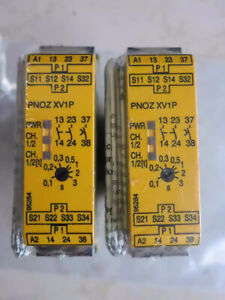 A1 13 23 37
P1
S11 S12 S14 S32
PNOZ XV1P
13 23 37
PWR
CH.
1/2
14 24 38
CH.
1/2[t]
0,3 0,5
0,2 1
0,1 3
s
P2
S21 S22 S33 S34
P1
A2 14 24 38
A1 13 23 37
P1
S11 S12 S14 S32
PNOZ XV1P
13 23 37
PWR
CH.
1/2
14 24 38
CH.
1/2[t]
0,3 0,5
0,2 1
0,1 3
s
P2
S21 S22 S33 S34
P1
A2 14 24 38